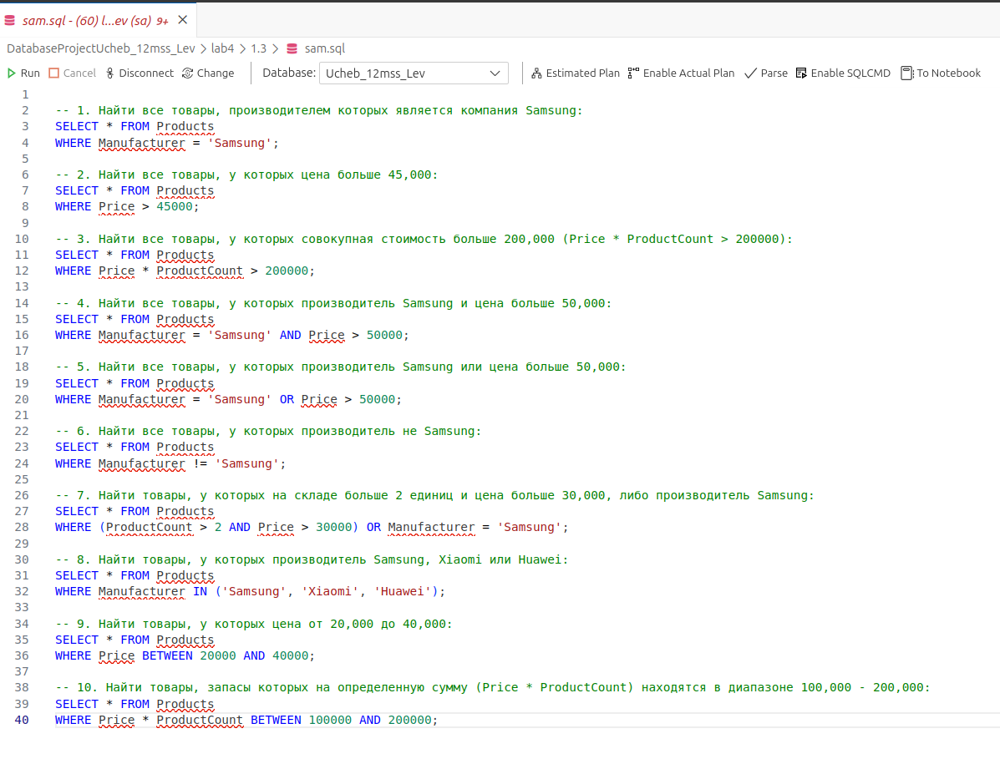 sam.sql - (60) l...ev (sa) 9+
DatabaseProjectUcheb_12mss_Lev > lab4 > 1.3 > sam.sql
Run Cancel Disconnect Change Database: Ucheb_12mss_Lev Estimated Plan Enable Actual Plan Parse Enable SQLCMD To Notebook
1
2 -- 1. Найти все товары, производителем которых является компания Samsung:
3 SELECT * FROM Products
4 WHERE Manufacturer = 'Samsung';
5
6 -- 2. Найти все товары, у которых цена больше 45,000:
7 SELECT * FROM Products
8 WHERE Price > 45000;
9
10 -- 3. Найти все товары, у которых совокупная стоимость больше 200,000 (Price * ProductCount > 200000):
11 SELECT * FROM Products
12 WHERE Price * ProductCount > 200000;
13
14 -- 4. Найти все товары, у которых производитель Samsung и цена больше 50,000:
15 SELECT * FROM Products
16 WHERE Manufacturer = 'Samsung' AND Price > 50000;
17
18 -- 5. Найти все товары, у которых производитель Samsung или цена больше 50,000:
19 SELECT * FROM Products
20 WHERE Manufacturer = 'Samsung' OR Price > 50000;
21
22 -- 6. Найти все товары, у которых производитель не Samsung:
23 SELECT * FROM Products
24 WHERE Manufacturer != 'Samsung';
25
26 -- 7. Найти товары, у которых на складе больше 2 единиц и цена больше 30,000, либо производитель Samsung:
27 SELECT * FROM Products
28 WHERE (ProductCount > 2 AND Price > 30000) OR Manufacturer = 'Samsung';
29
30 -- 8. Найти товары, у которых производитель Samsung, Xiaomi или Huawei:
31 SELECT * FROM Products
32 WHERE Manufacturer IN ('Samsung', 'Xiaomi', 'Huawei');
33
34 -- 9. Найти товары, у которых цена от 20,000 до 40,000:
35 SELECT * FROM Products
36 WHERE Price BETWEEN 20000 AND 40000;
37
38 -- 10. Найти товары, запасы которых на определенную сумму (Price * ProductCount) находятся в диапазоне 100,000 - 200,000:
39 SELECT * FROM Products
40 WHERE Price * ProductCount BETWEEN 100000 AND 200000;